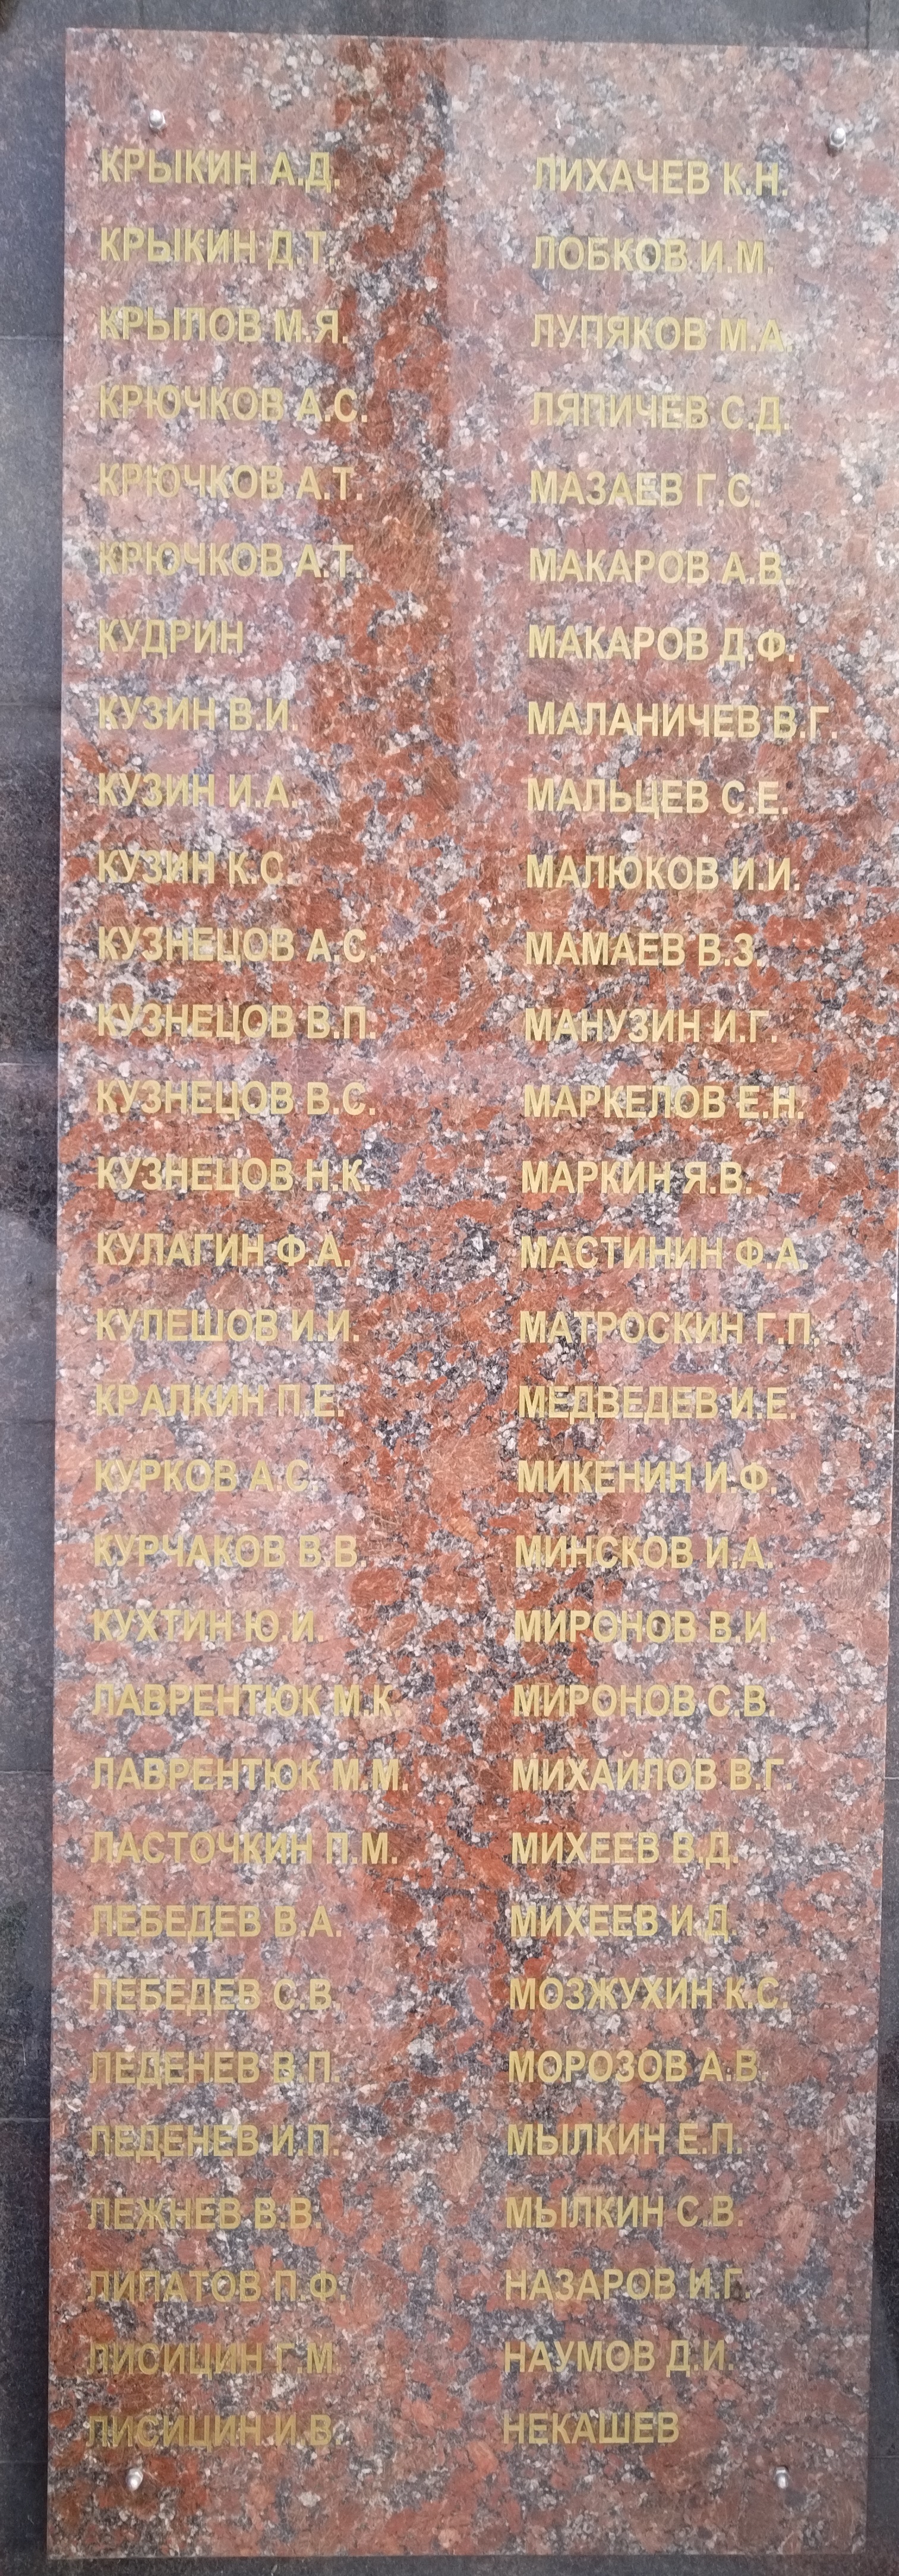 КРЫКИН А.Д.
КРЫКИН Д.Т.
КРЫЛОВ М.Я.
КРЮЧКОВ А.С.
КРЮЧКОВ А.Т.
КРЮЧКОВ А.Т.
КУДРИН
КУЗИН В.И.
КУЗИН И.А.
КУЗИН К.С.
КУЗНЕЦОВ А.С.
КУЗНЕЦОВ В.П.
КУЗНЕЦОВ В.С.
КУЗНЕЦОВ Н.К.
КУЛАГИН Ф.А.
КУЛЕШОВ И.И.
КРАЛКИН П.Е.
КУРКОВ А.С.
КУРЧАКОВ В.В.
КУХТИН Ю.И.
ЛАВРЕНТЮК М.К.
ЛАВРЕНТЮК М.М.
ЛАСТОЧКИН П.М.
ЛЕБЕДЕВ В.А.
ЛЕБЕДЕВ С.В.
ЛЕДЕНЕВ В.П.
ЛЕДЕНЕВ И.П.
ЛЕЖНЕВ В.В.
ЛИПАТОВ П.Ф.
ЛИСИЦИН Г.М.
ЛИСИЦИН И.В.
ЛИХАЧЕВ К.Н.
ЛОБКОВ И.М.
ЛУПЯКОВ М.А.
ЛЯПИЧЕВ С.Д.
МАЗАЕВ Г.С.
МАКАРОВ А.В.
МАКАРОВ Д.Ф.
МАЛАНИЧЕВ В.Г.
МАЛЬЦЕВ С.Е.
МАЛЮКОВ И.И.
МАМАЕВ В.З.
МАНУЗИН И.Г.
МАРКЕЛОВ Е.Н.
МАРКИН Я.В.
МАСТИНИН Ф.А.
МАТРОСКИН Г.П.
МЕДВЕДЕВ И.Е.
МИКЕНИН И.Ф.
МИНСКОВ И.А.
МИРОНОВ В.И.
МИРОНОВ С.В.
МИХАЙЛОВ В.Г.
МИХЕЕВ В.Д.
МИХЕЕВ И.Д.
МОЗЖУХИН К.С.
МОРОЗОВ А.В.
МЫЛКИН Е.П.
МЫЛКИН С.В.
НАЗАРОВ И.Г.
НАУМОВ Д.И.
НЕКАШЕВ